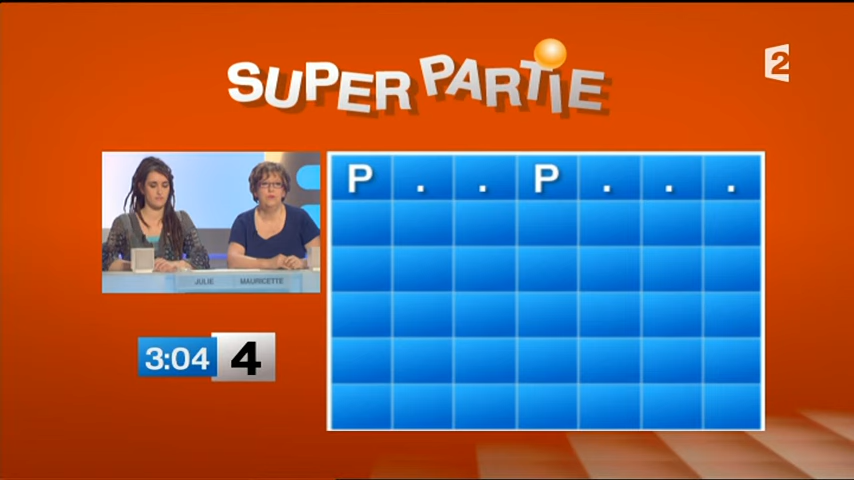 SUPER PARTIE
2
P . . P . . .
JULIE MAURICETTE
3:04 4